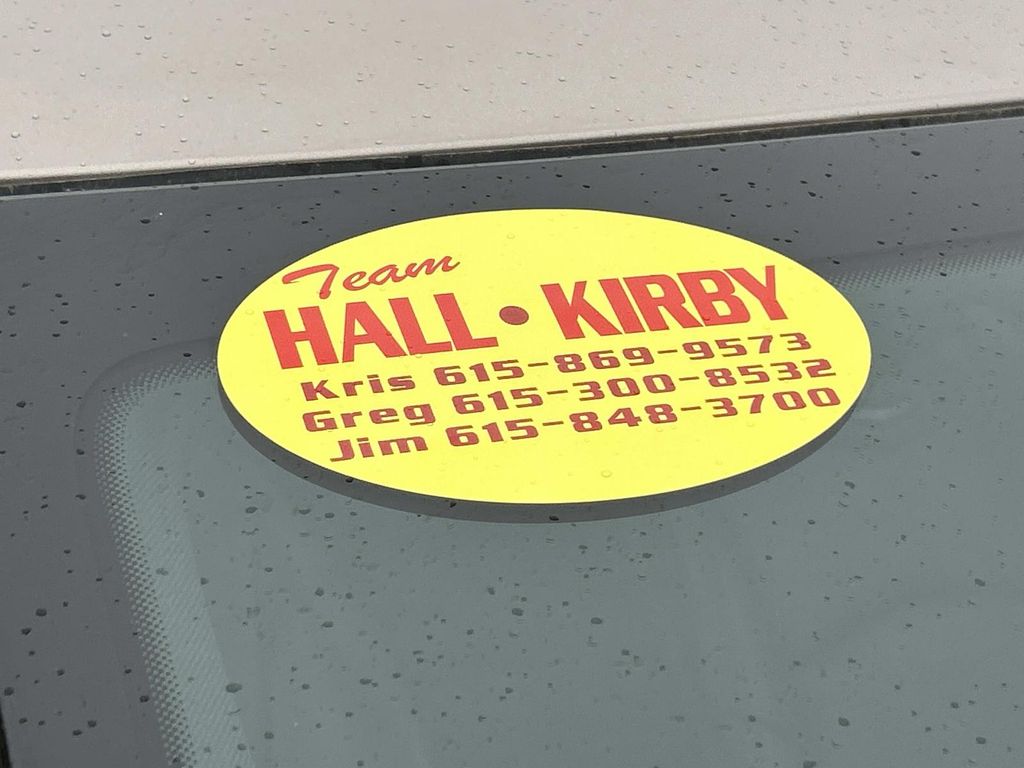 Team
HALL • KIRBY
Kris 615-869-9573
Greg 615-300-8532
Jim 615-848-3700